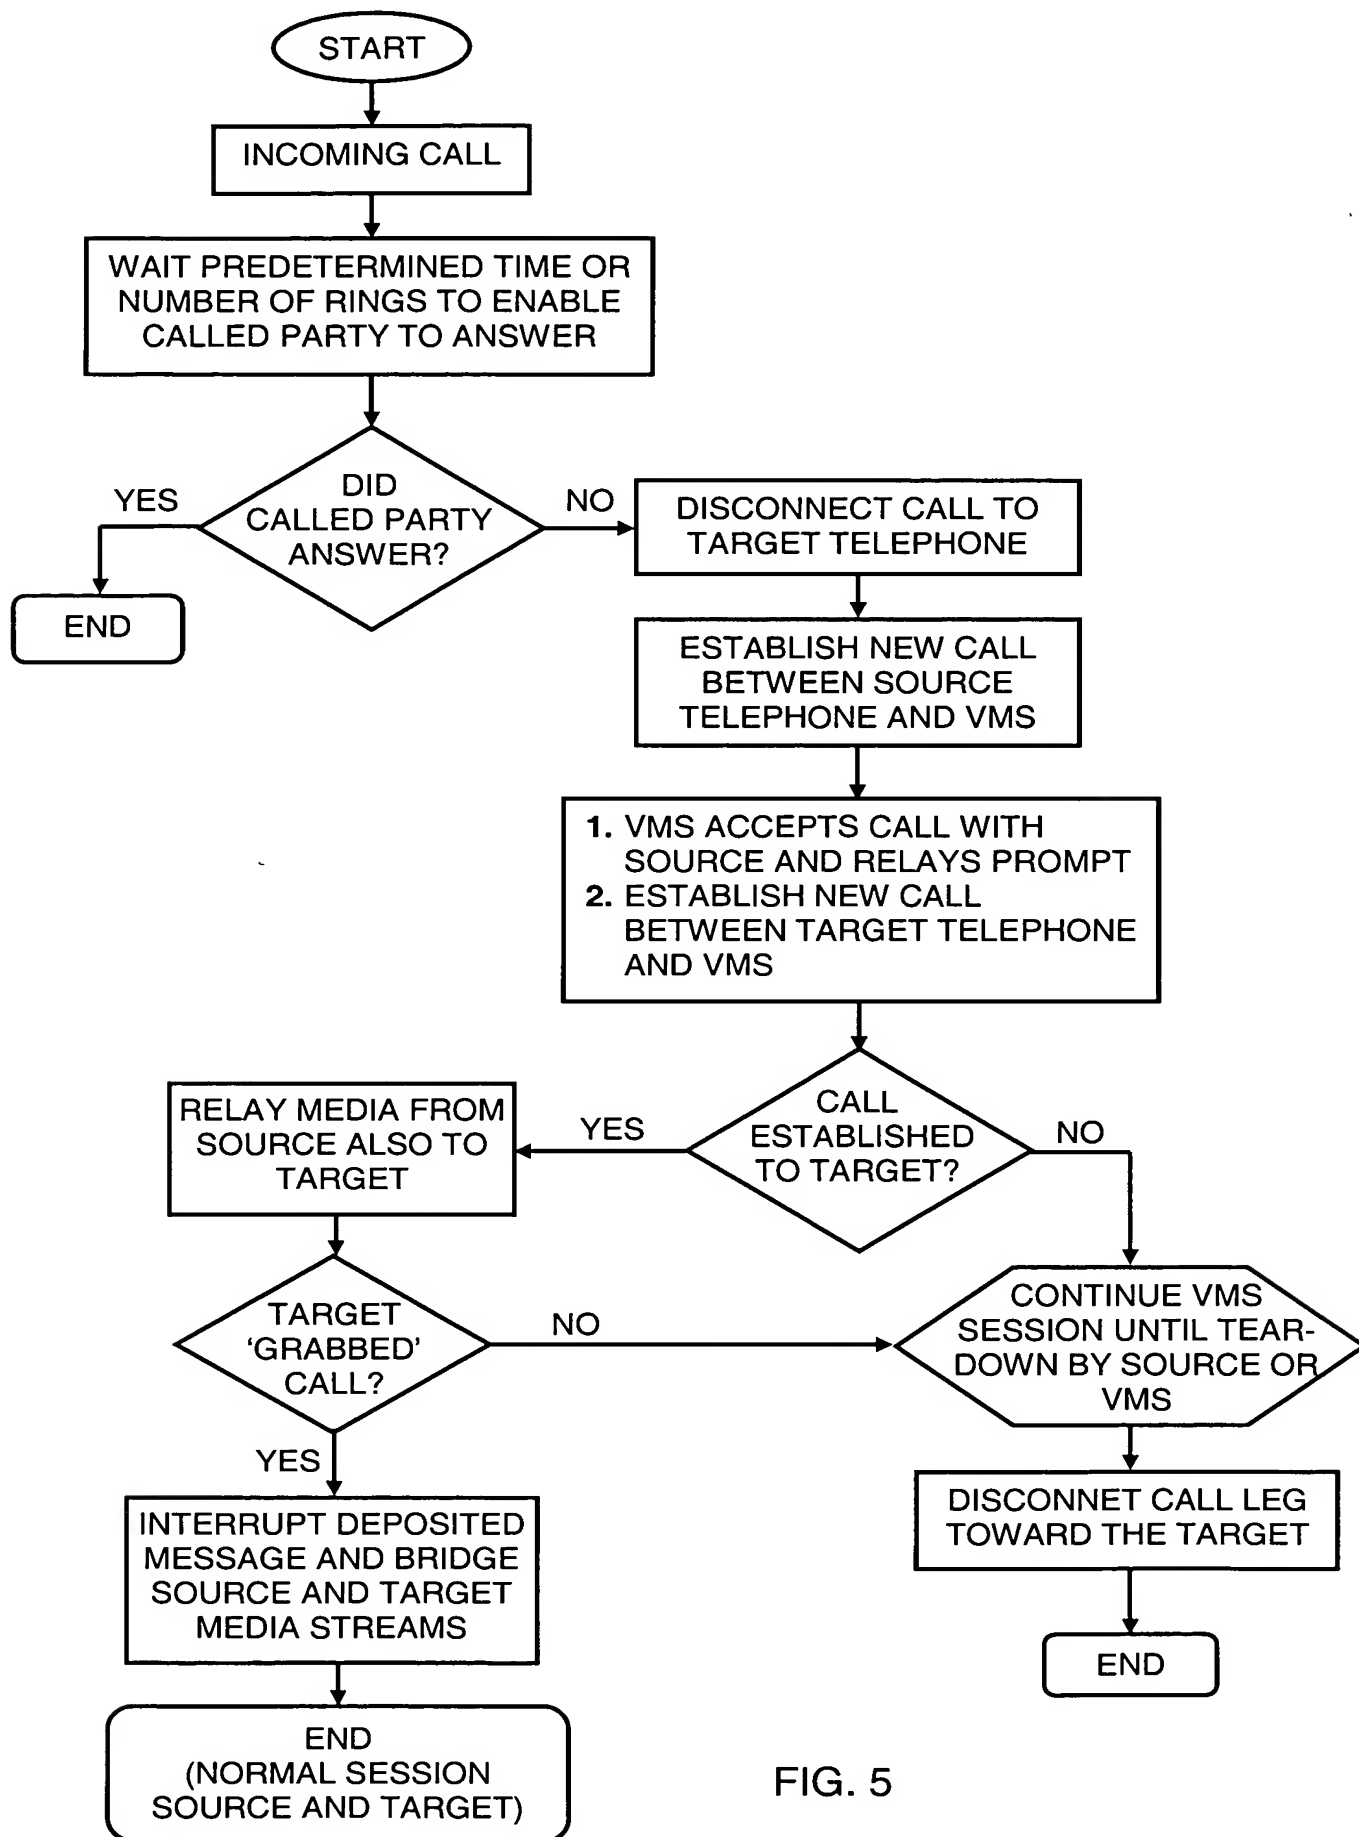 START
INCOMING CALL
WAIT PREDETERMINED TIME OR
NUMBER OF RINGS TO ENABLE
CALLED PARTY TO ANSWER
DID
CALLED PARTY
ANSWER?
YES
NO
END
DISCONNECT CALL TO
TARGET TELEPHONE
ESTABLISH NEW CALL
BETWEEN SOURCE
TELEPHONE AND VMS
1. VMS ACCEPTS CALL WITH
SOURCE AND RELAYS PROMPT
2. ESTABLISH NEW CALL
BETWEEN TARGET TELEPHONE
AND VMS
CALL
ESTABLISHED
TO TARGET?
YES
NO
RELAY MEDIA FROM
SOURCE ALSO TO
TARGET
TARGET
‘GRABBED’
CALL?
NO
YES
CONTINUE VMS
SESSION UNTIL TEAR-
DOWN BY SOURCE OR
VMS
INTERRUPT DEPOSITED
MESSAGE AND BRIDGE
SOURCE AND TARGET
MEDIA STREAMS
DISCONNET CALL LEG
TOWARD THE TARGET
END
END
(NORMAL SESSION
SOURCE AND TARGET)
FIG. 5